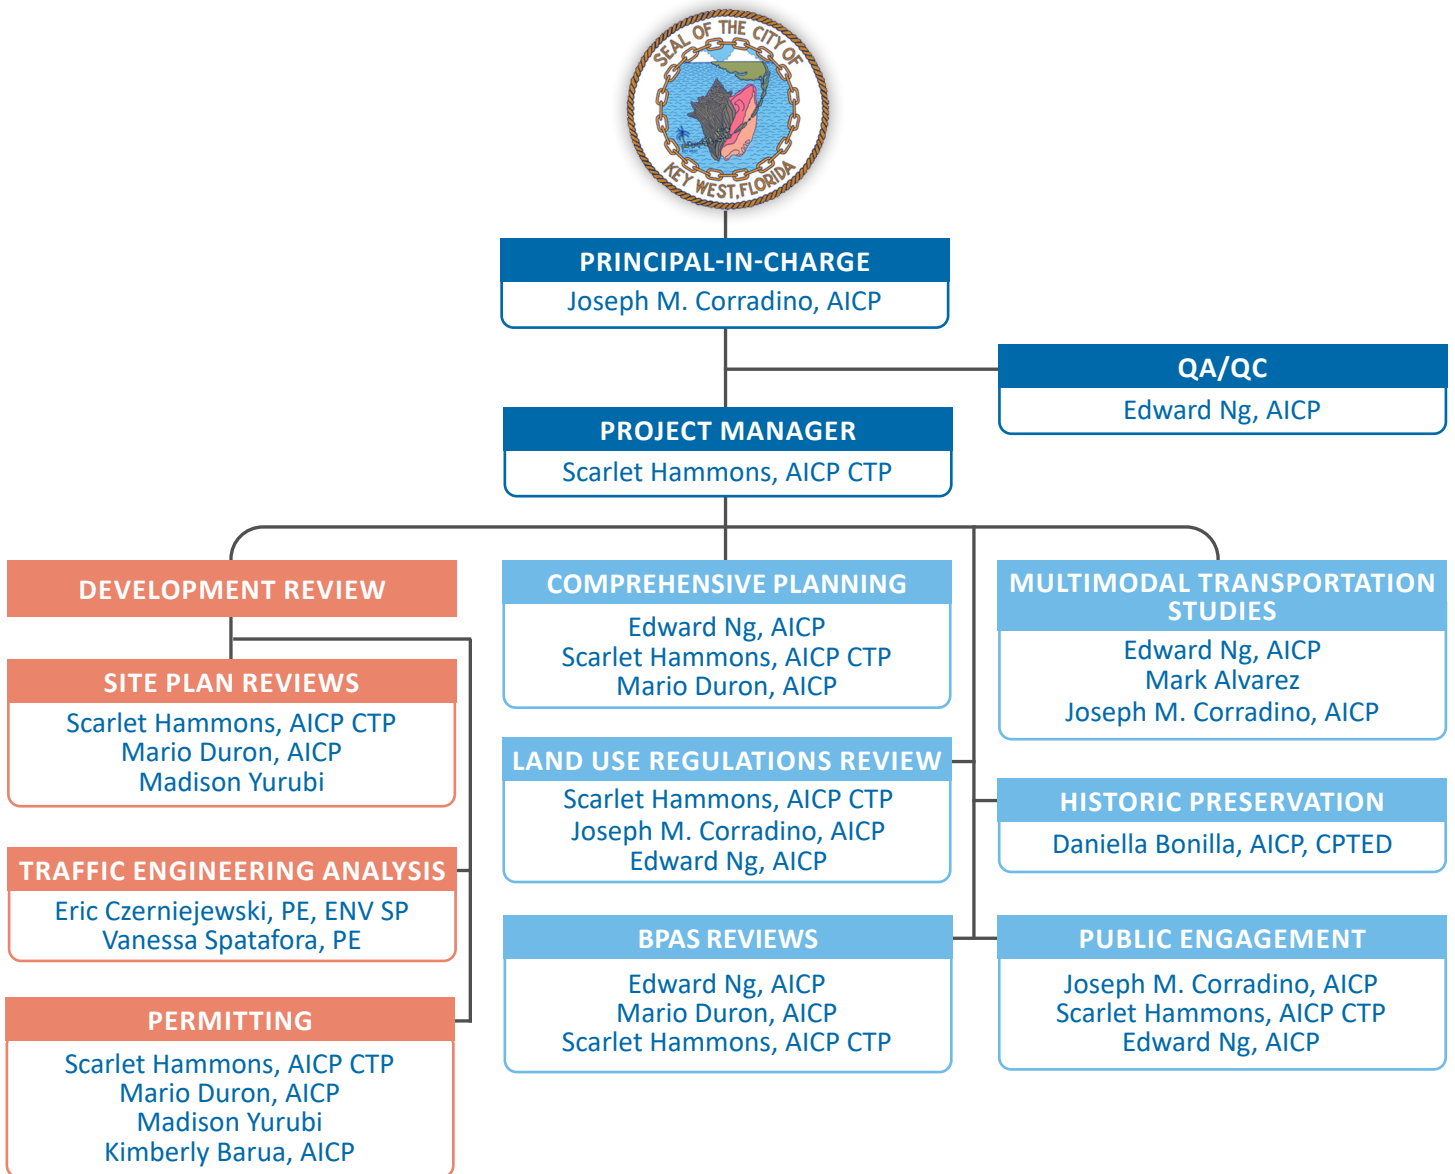 SEAL OF THE CITY OF
KEY WEST, FLORIDA
PRINCIPAL-IN-CHARGE
Joseph M. Corradino, AICP
QA/QC
Edward Ng, AICP
PROJECT MANAGER
Scarlet Hammons, AICP CTP
DEVELOPMENT REVIEW
SITE PLAN REVIEWS
Scarlet Hammons, AICP CTP
Mario Duron, AICP
Madison Yurubi
TRAFFIC ENGINEERING ANALYSIS
Eric Czerniejewski, PE, ENV SP
Vanessa Spatafora, PE
PERMITTING
Scarlet Hammons, AICP CTP
Mario Duron, AICP
Madison Yurubi
Kimberly Barua, AICP
COMPREHENSIVE PLANNING
Edward Ng, AICP
Scarlet Hammons, AICP CTP
Mario Duron, AICP
LAND USE REGULATIONS REVIEW
Scarlet Hammons, AICP CTP
Joseph M. Corradino, AICP
Edward Ng, AICP
BPAS REVIEWS
Edward Ng, AICP
Mario Duron, AICP
Scarlet Hammons, AICP CTP
MULTIMODAL TRANSPORTATION
STUDIES
Edward Ng, AICP
Mark Alvarez
Joseph M. Corradino, AICP
HISTORIC PRESERVATION
Daniella Bonilla, AICP, CPTED
PUBLIC ENGAGEMENT
Joseph M. Corradino, AICP
Scarlet Hammons, AICP CTP
Edward Ng, AICP